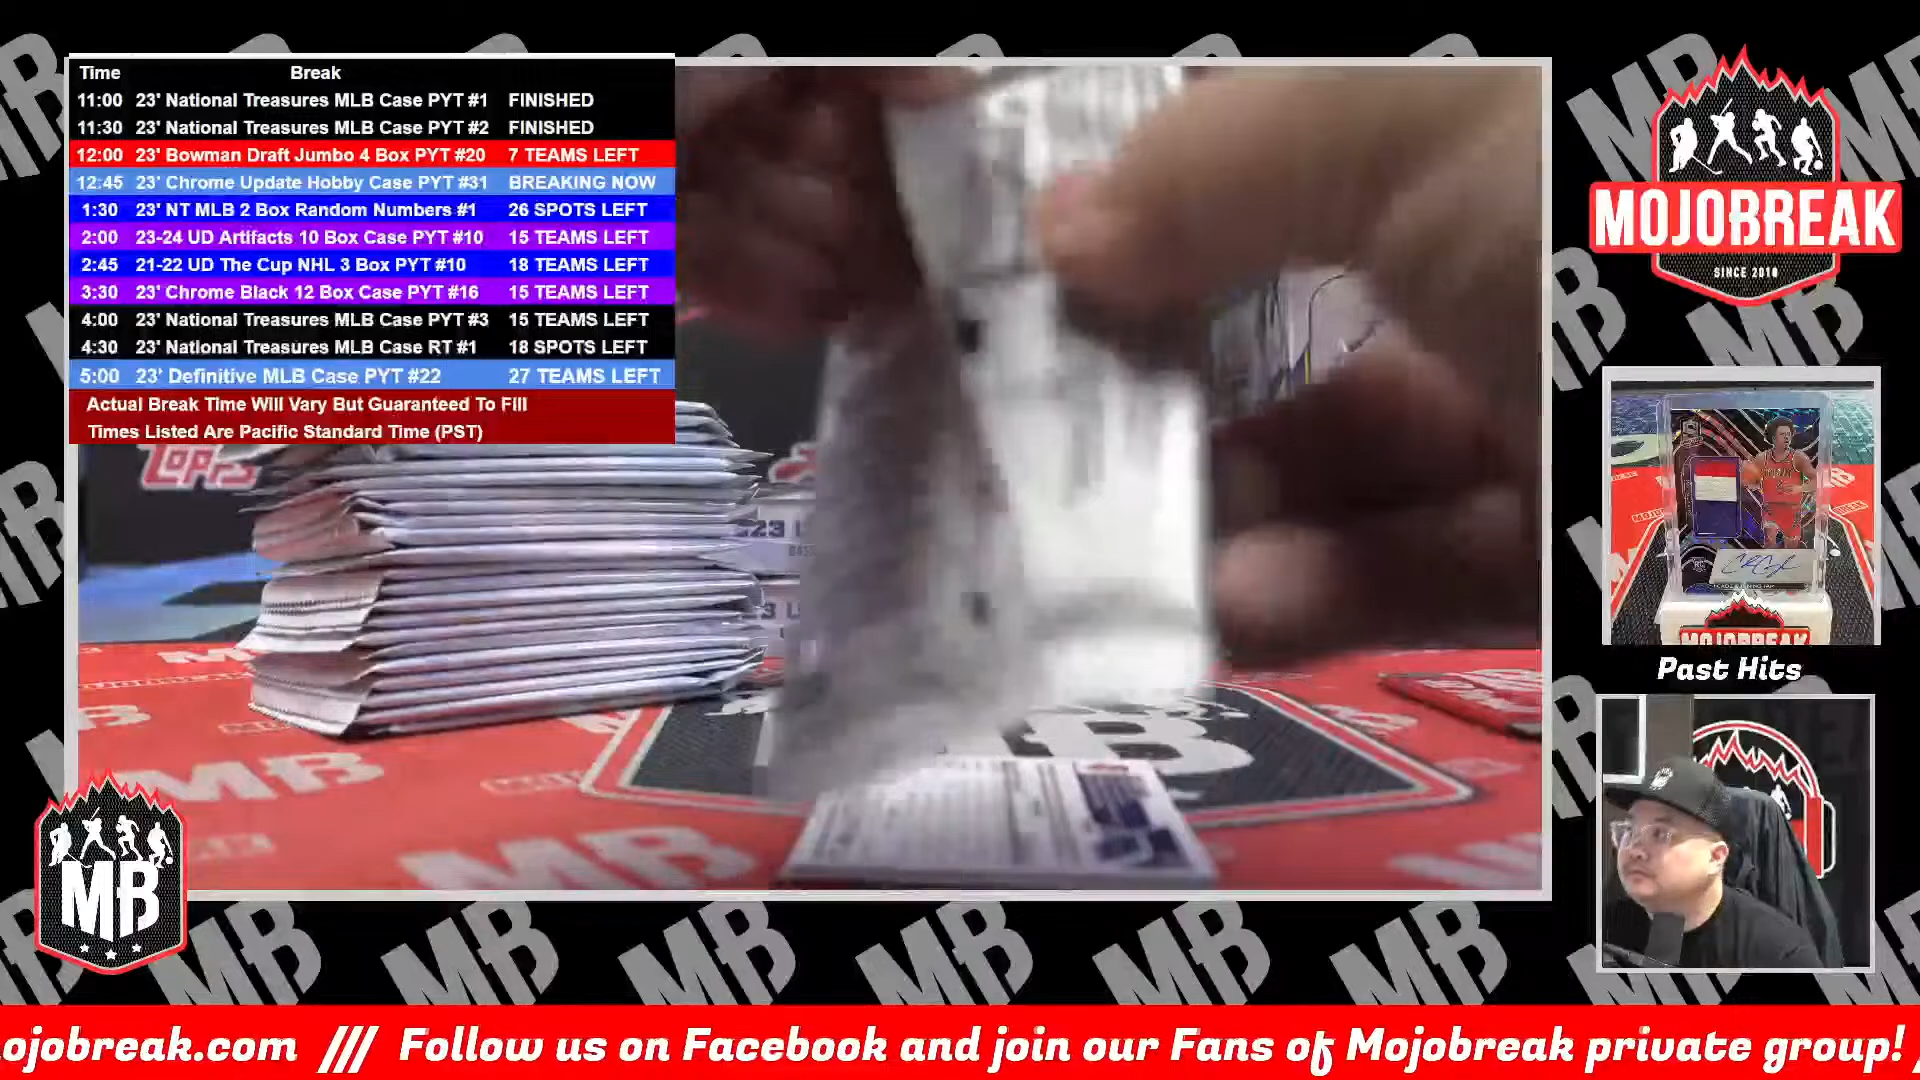 Time Break
11:00 23' National Treasures MLB Case PYT #1 FINISHED
11:30 23' National Treasures MLB Case PYT #2 FINISHED
12:00 23' Bowman Draft Jumbo 4 Box PYT #20 7 TEAMS LEFT
12:45 23' Chrome Update Hobby Case PYT #31 BREAKING NOW
1:30 23' NT MLB 2 Box Random Numbers #1 26 SPOTS LEFT
2:00 23-24 UD Artifacts 10 Box Case PYT #10 15 TEAMS LEFT
2:45 21-22 UD The Cup NHL 3 Box PYT #10 18 TEAMS LEFT
3:30 23' Chrome Black 12 Box Case PYT #16 15 TEAMS LEFT
4:00 23' National Treasures MLB Case PYT #3 15 TEAMS LEFT
4:30 23' National Treasures MLB Case RT #1 18 SPOTS LEFT
5:00 23' Definitive MLB Case PYT #22 27 TEAMS LEFT
Actual Break Time Will Vary But Guaranteed To Fill
Times Listed Are Pacific Standard Time (PST)
TOPPS
MOJOBREAK
SINCE 2010
MOJOBREAK
Past Hits
MB
MB
MB
ojobreak.com /// Follow us on Facebook and join our Fans of Mojobreak private group!